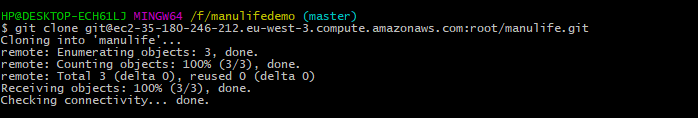 HP@DESKTOP-ECH61LJ MINGW64 /f/manulifedemo (master)
$ git clone git@ec2-35-180-246-212.eu-west-3.compute.amazonaws.com:root/manulife.git
Cloning into 'manulife'...
remote: Enumerating objects: 3, done.
remote: Counting objects: 100% (3/3), done.
remote: Total 3 (delta 0), reused 0 (delta 0)
Receiving objects: 100% (3/3), done.
Checking connectivity... done.